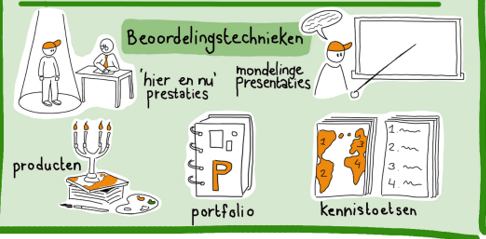 Beoordelingstechnieken
'hier en nu'
prestaties
mondelinge
presentaties
producten
P
portfolio
1
2
3
4
1.
2.
3.
4.
kennistoetsen